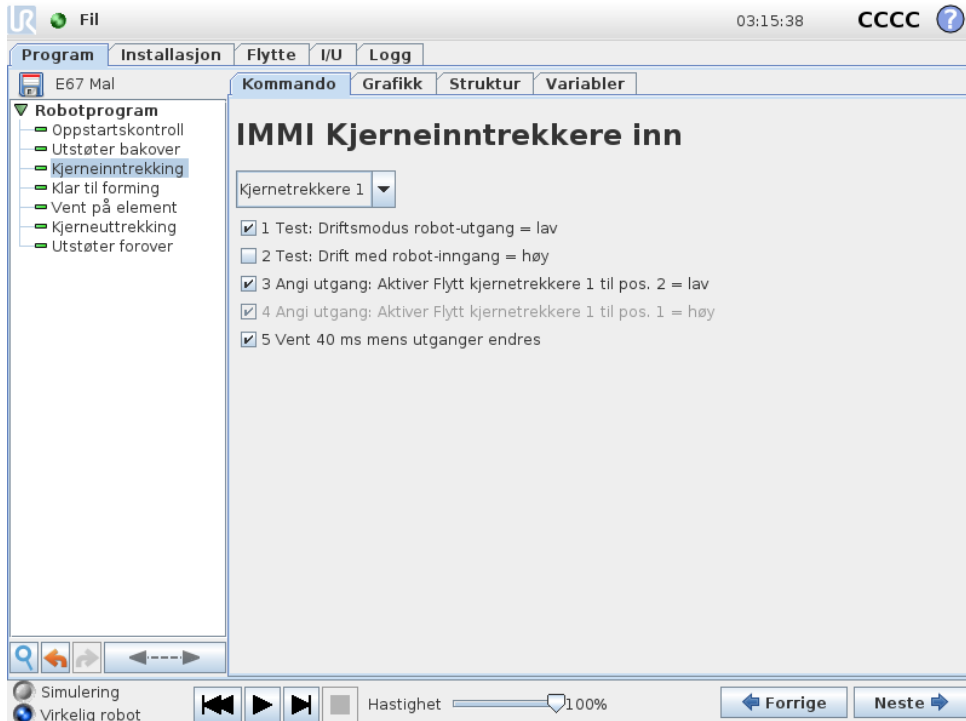 UR Fil 03:15:38 CCCC ?
Program Installasjon Flytte I/U Logg
E67 Mal Kommando Grafikk Struktur Variabler
Robotprogram
Oppstartskontroll
Utstøter bakover
Kjerneinntrekking
Klar til forming
Vent på element
Kjerneuttrekking
Utstøter forover
IMMI Kjerneinntrekkere inn
Kjernetrekkere 1
1 Test: Driftsmodus robot-utgang = lav
2 Test: Drift med robot-inngang = høy
3 Angi utgang: Aktiver Flytt kjernetrekkere 1 til pos. 2 = lav
4 Angi utgang: Aktiver Flytt kjernetrekkere 1 til pos. 1 = høy
5 Vent 40 ms mens utganger endres
Simulering
Virkelig robot
Hastighet 100%
Forrige Neste